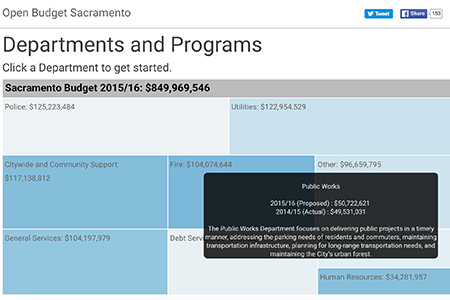 Open Budget Sacramento
Tweet
Share
153
Departments and Programs
Click a Department to get started.
Sacramento Budget 2015/16: $849,969,546
Police: $125,223,484
Utilities: $122,954,529
Citywide and Community Support:
$117,138,812
Fire: $104,074,644
Other: $96,659,795
Public Works
2015/16 (Proposed) : $50,722,621
2014/15 (Actual) : $49,531,031
The Public Works Department focuses on delivering public projects in a timely
manner, addressing the parking needs of residents and commuters, maintaining
transportation infrastructure, planning for long-range transportation needs, and
maintaining the City's urban forest.
General Services: $104,197,979
Debt Serv
Human Resources: $34,281,957